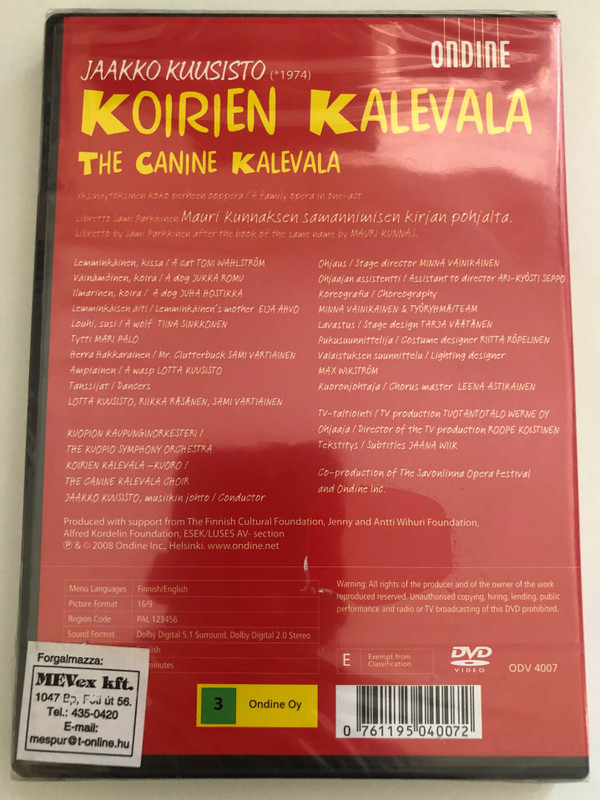 ONDINE
JAAKKO KUUSISTO (*1974)
KOIRIEN KALEVALA
THE CANINE KALEVALA
Yksinäytöksinen koko perheen ooppera / A family opera in one-act
Libretto Sami Parkkinen Mauri Kunnaksen samannimisen kirjan pohjalta.
Libretto by Sami Parkkinen after the book of the same name by MAURI KUNNAS.
Lemminkäinen, kissa / A cat TONI WAHLSTRÖM
Väinämöinen, koira / A dog JUKKA ROMU
Ilmarinen, koira / A dog JUHA HOSTIKKA
Lemminkäisen äiti / Lemminkäinen's mother EIJA AHVO
Louhi, susi / A wolf TIINA SINKKONEN
Tytti MARI PALO
Herra Hakkarainen / Mr. Clutterbuck SAMI VARTIAINEN
Ampiainen / A wasp LOTTA KUUSISTO
Tanssijat / Dancers
LOTTA KUUSISTO, RIIKKA RÄSÄNEN, SAMI VARTIAINEN
KUOPION KAUPUNGINORKESTERI /
THE KUOPIO SYMPHONY ORCHESTRA
KOIRIEN KALEVALA -KUORO /
THE CANINE KALEVALA CHOIR
JAAKKO KUUSISTO, musiikin johto / Conductor
Ohjaus / Stage director MINNA VAINIKAINEN
Ohjaajan assistentti / Assistant to director ARI-KYÖSTI SEPPO
Koreografia / Choreography
MINNA VAINIKAINEN & TYÖRYHMÄ/TEAM
Lavastus / Stage design TARJA VÄÄTÄNEN
Pukusuunnittelija / Costume designer RIITTA RÖPELINEN
Valaistuksen suunnittelu / Lighting designer
MAX WIKSTRÖM
Kuoronjohtaja / Chorus master LEENA ASTIKAINEN
TV-taltiointi / TV production TUOTANTOTALO WERNE OY
Ohjaaja / Director of the TV production ROOPE KOISTINEN
Tekstitys / Subtitles JAANA WIIK
Co-production of The Savonlinna Opera Festival
and Ondine Inc.
Produced with support from The Finnish Cultural Foundation, Jenny and Antti Wihuri Foundation,
Alfred Kordelin Foundation, ESEK/LUSES AV- section
℗ & © 2008 Ondine Inc., Helsinki. www.ondine.net
Menu Languages Finnish/English
Picture Format 16/9
Region Code PAL 123456
Sound Format Dolby Digital 5.1 Surround, Dolby Digital 2.0 Stereo
minutes
Warning: All rights of the producer and of the owner of the work
reproduced reserved. Unauthorised copying, hiring, lending, public
performance and radio or TV broadcasting of this DVD prohibited.
E Exempt from
Classification
DVD
VIDEO
ODV 4007
Forgalmazza:
MEVex kft.
1047 Bp, Fóti út 56.
Tel.: 435-0420
E-mail:
mespur@t-online.hu
3 Ondine Oy
0 761195 040072